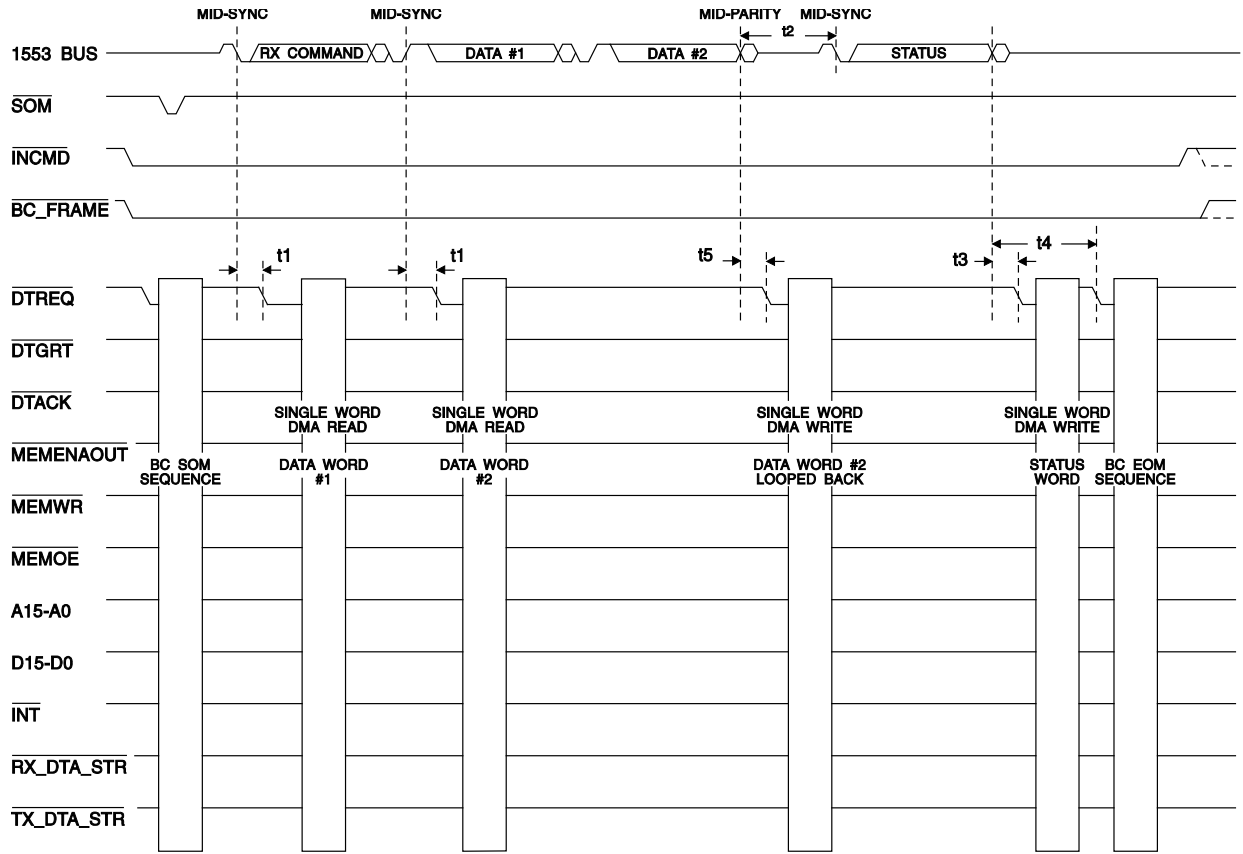 MID-SYNC MID-SYNC MID-PARITY MID-SYNC
t2
1553 BUS RX COMMAND DATA #1 DATA #2 STATUS
SOM
INCMD
BC_FRAME
t1 t1 t5 t3 t4
DTREQ
DTGRT
DTACK
SINGLE WORD SINGLE WORD SINGLE WORD SINGLE WORD
DMA READ DMA READ DMA WRITE DMA WRITE
MEMENAOUT
BC SOM DATA WORD DATA WORD DATA WORD #2 STATUS BC EOM
SEQUENCE #1 #2 LOOPED BACK WORD SEQUENCE
MEMWR
MEMOE
A15-A0
D15-D0
INT
RX_DTA_STR
TX_DTA_STR